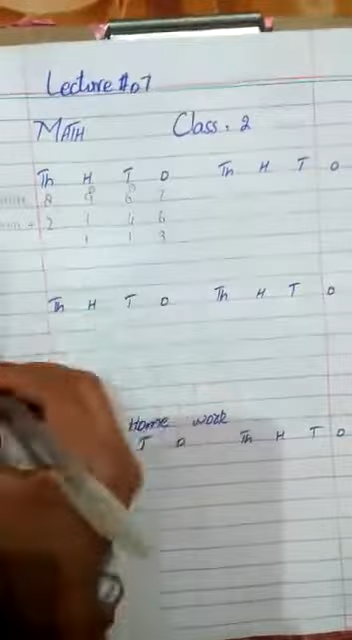 Lecture #07
MATH Class. 2
Th H T O Th H T O
8 9 6 7
+ 2 1 4 6
1 1 3
Th H T O Th H T O
Home work
T O Th H T O